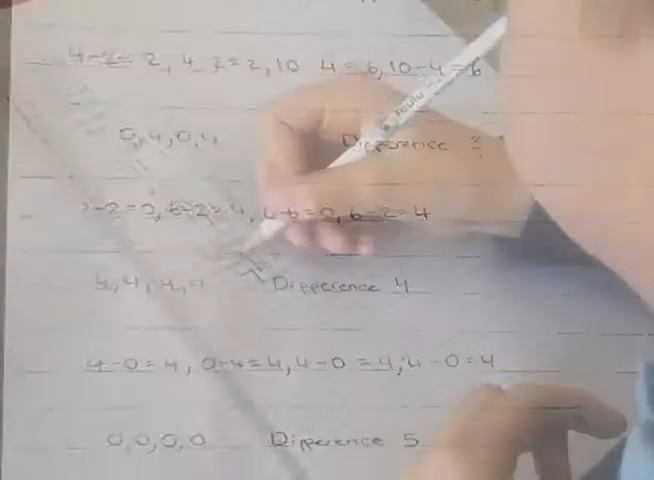 4-2=2, 4-2=2, 10 4=6, 10-4=6
0,4,0,4 Difference 3
2-2=0, 6-2=4, 6-6=0, 6-2=4
4,4,4,4 Difference 4
4-0=4, 0-4=4, 4-0=4, 4-0=4
0,0,0,0 Difference 5